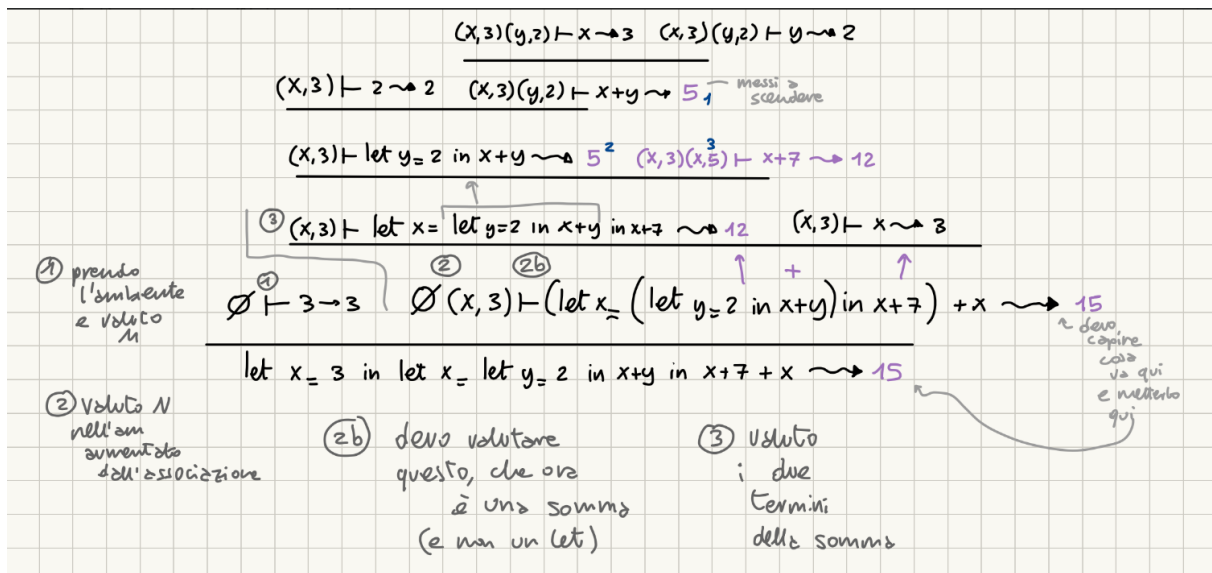 (x,3)(y,2) ⊢ x ⇝ 3 (x,3)(y,2) ⊢ y ⇝ 2
(x,3) ⊢ 2 ⇝ 2 (x,3)(y,2) ⊢ x+y ⇝ 5 1 messi a
scendere
(x,3) ⊢ let y=2 in x+y ⇝ 5 2 (x,3)(x,5) 3 ⊢ x+7 ⇝ 12
③ (x,3) ⊢ let x= let y=2 in x+y in x+7 ⇝ 12 (x,3) ⊢ x ⇝ 3
↑ + ↑
① prendo
l'ambiente
e valuto
M
① ② 2b
∅ ⊢ 3 → 3 ∅ (x,3) ⊢ (let x = (let y = 2 in x+y) in x+7) + x ⇝ 15
devo
capire
cosa
va qui
e metterlo
qui
let x = 3 in let x = let y = 2 in x+y in x+7 + x ⇝ 15
② valuto N
nell'am
aumentato
dall'associazione
2b devo valutare
questo, che ora
è una somma
(e non un let)
③ valuto
i due
termini
della somma